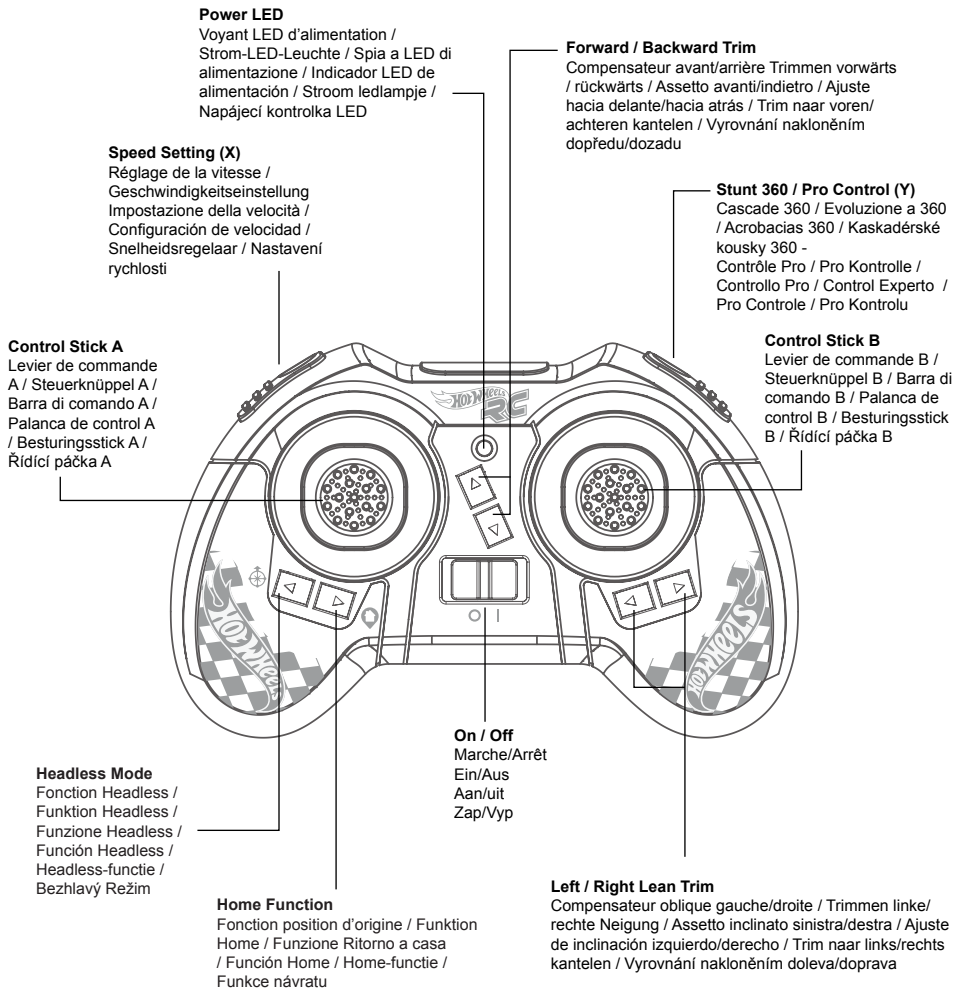 Power LED
Voyant LED d'alimentation /
Strom-LED-Leuchte / Spia a LED di
alimentazione / Indicador LED de
alimentación / Stroom ledlampje /
Napájecí kontrolka LED
Forward / Backward Trim
Compensateur avant/arrière Trimmen vorwärts
/ rückwärts / Assetto avanti/indietro / Ajuste
hacia delante/hacia atrás / Trim naar voren/
achteren kantelen / Vyrovnání nakloněním
dopředu/dozadu
Speed Setting (X)
Réglage de la vitesse /
Geschwindigkeitseinstellung
Impostazione della velocità /
Configuración de velocidad /
Snelheidsregelaar / Nastavení
rychlosti
Stunt 360 / Pro Control (Y)
Cascade 360 / Evoluzione a 360
/ Acrobacias 360 / Kaskadérské
kousky 360 -
Contrôle Pro / Pro Kontrolle /
Controllo Pro / Control Experto /
Pro Controle / Pro Kontrolu
Control Stick A
Levier de commande
A / Steuerknüppel A /
Barra di comando A /
Palanca de control A
/ Besturingsstick A /
Řídící páčka A
Control Stick B
Levier de commande B /
Steuerknüppel B / Barra di
comando B / Palanca de
control B / Besturingsstick
B / Řídící páčka B
Hot Wheels RC
O |
Hot Wheels
Hot Wheels
On / Off
Marche/Arrêt
Ein/Aus
Aan/uit
Zap/Vyp
Headless Mode
Fonction Headless /
Funktion Headless /
Funzione Headless /
Función Headless /
Headless-functie /
Bezhlavý Režim
Home Function
Fonction position d'origine / Funktion
Home / Funzione Ritorno a casa
/ Función Home / Home-functie /
Funkce návratu
Left / Right Lean Trim
Compensateur oblique gauche/droite / Trimmen linke/
rechte Neigung / Assetto inclinato sinistra/destra / Ajuste
de inclinación izquierdo/derecho / Trim naar links/rechts
kantelen / Vyrovnání nakloněním doleva/doprava